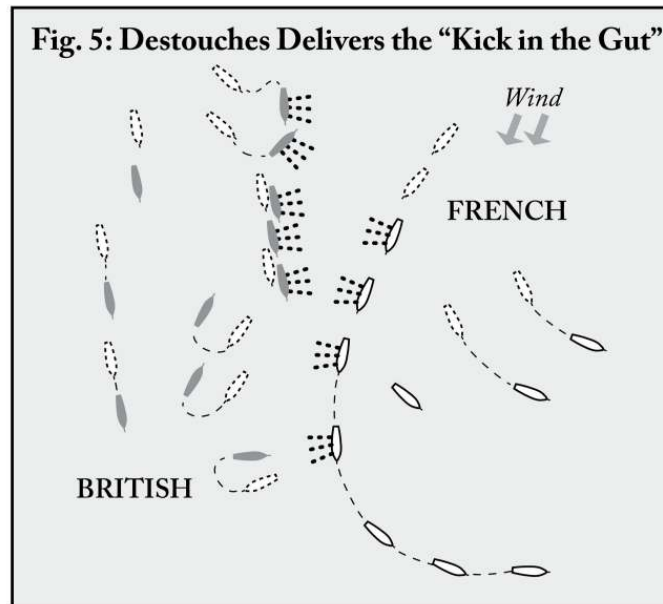 Fig. 5: Destouches Delivers the “Kick in the Gut”
Wind
FRENCH
BRITISH